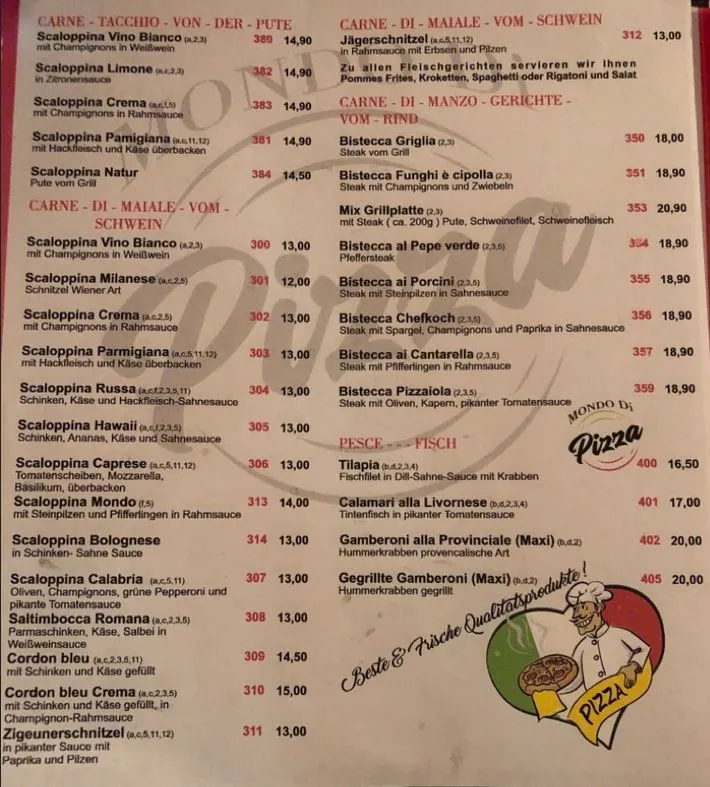 CARNE - TACCHIO - VON - DER - PUTE
Scaloppina Vino Bianco (a,2,3) 380 14,90
mit Champignons in Weißwein
Scaloppina Limone (a,c,2,3) 382 14,90
in Zitronensauce
Scaloppina Crema (a,c,f,5) 383 14,90
mit Champignons in Rahmsauce
Scaloppina Pamigiana (a,c,11,12) 381 14,90
mit Hackfleisch und Käse überbacken
Scaloppina Natur 384 14,50
Pute vom Grill
CARNE - DI - MAIALE - VOM -
SCHWEIN
Scaloppina Vino Bianco (a,2,3) 300 13,00
mit Champignons in Weißwein
Scaloppina Milanese (a,c,2,5) 301 12,00
Schnitzel Wiener Art
Scaloppina Crema (a,c,2,5) 302 13,00
mit Champignons in Rahmsauce
Scaloppina Parmigiana (a,c,5,11,12) 303 13,00
mit Hackfleisch und Käse überbacken
Scaloppina Russa (a,c,f,2,3,5,11) 304 13,00
Schinken, Käse und Hackfleisch-Sahnesauce
Scaloppina Hawaii (a,c,f,2,3,5) 305 13,00
Schinken, Ananas, Käse und Sahnesauce
Scaloppina Caprese (a,c,5,11,12) 306 13,00
Tomatenscheiben, Mozzarella,
Basilikum, überbacken
Scaloppina Mondo (f,5) 313 14,00
mit Steinpilzen und Pfifferlingen in Rahmsauce
Scaloppina Bolognese 314 13,00
in Schinken- Sahne Sauce
Scaloppina Calabria (a,c,5,11) 307 13,00
Oliven, Champignons, grüne Pepperoni und
pikante Tomatensauce
Saltimbocca Romana (a,c,2,3,5) 308 13,00
Parmaschinken, Käse, Salbei in
Weißweinsauce
Cordon bleu (a,c,2,3,5,11) 309 14,50
mit Schinken und Käse gefüllt
Cordon bleu Crema (a,c,2,3,5) 310 15,00
mit Schinken und Käse gefüllt, in
Champignon-Rahmsauce
Zigeunerschnitzel (a,c,5,11,12) 311 13,00
in pikanter Sauce mit
Paprika und Pilzen
CARNE - DI - MAIALE - VOM - SCHWEIN
Jägerschnitzel (a,c,5,11,12) 312 13,00
in Rahmsauce mit Erbsen und Pilzen
Zu allen Fleischgerichten servieren wir Ihnen
Pommes Frites, Kroketten, Spaghetti oder Rigatoni und Salat
CARNE - DI - MANZO - GERICHTE -
VOM - RIND
Bistecca Griglia (2,3) 350 18,00
Steak vom Grill
Bistecca Funghi è cipolla (2,3) 351 18,90
Steak mit Champignons und Zwiebeln
Mix Grillplatte (2,3) 353 20,90
mit Steak ( ca. 200g ) Pute, Schweinefilet, Schweinefleisch
Bistecca al Pepe verde (2,3,5) 354 18,90
Pfeffersteak
Bistecca ai Porcini (2,3,5) 355 18,90
Steak mit Steinpilzen in Sahnesauce
Bistecca Chefkoch (2,3,5) 356 18,90
Steak mit Spargel, Champignons und Paprika in Sahnesauce
Bistecca ai Cantarella (2,3,5) 357 18,90
Steak mit Pfifferlingen in Rahmsauce
Bistecca Pizzaiola (2,3,5) 359 18,90
Steak mit Oliven, Kapern, pikanter Tomatensauce
MONDO Di
Pizza
PESCE - - - FISCH
Tilapia (b,d,2,3,4) 400 16,50
Fischfilet in Dill-Sahne-Sauce mit Krabben
Calamari alla Livornese (b,d,2,3,4) 401 17,00
Tintenfisch in pikanter Tomatensauce
Gamberoni alla Provinciale (Maxi) (b,d,2) 402 20,00
Hummerkrabben provencalische Art
Gegrillte Gamberoni (Maxi) (b,d,2) 405 20,00
Hummerkrabben gegrillt
Beste & Frische Qualitätsprodukte !
PIZZA
MONDO Di
Pizza